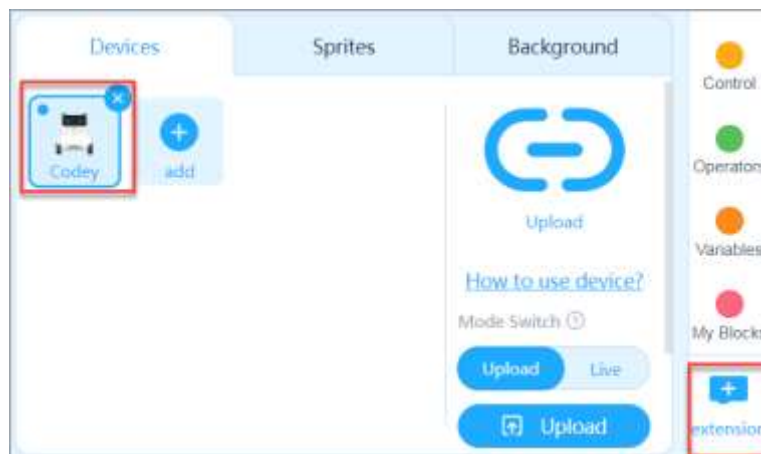 Devices
Sprites
Background
Codey
add
Upload
How to use device?
Mode Switch ?
Upload
Live
Upload
Control
Operators
Variables
My Blocks
extension